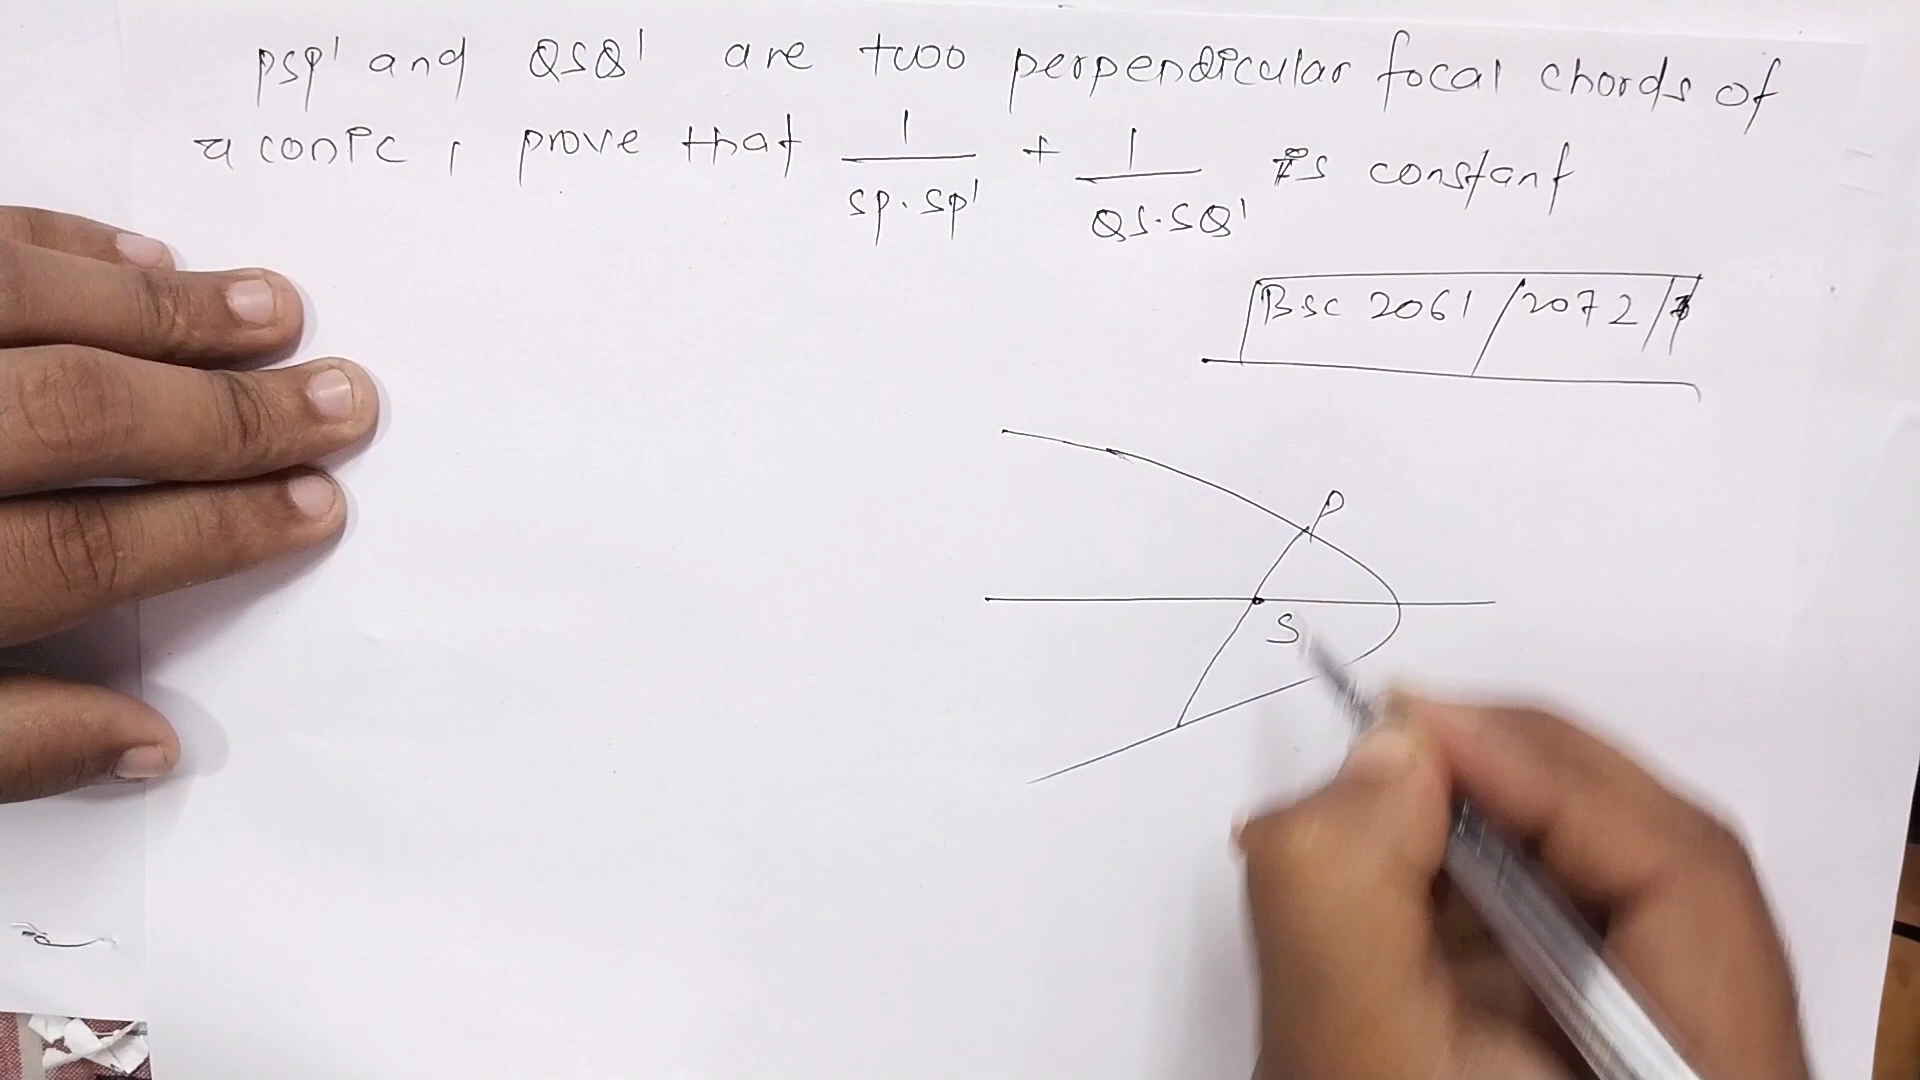 PSP' and QSQ' are two perpendicular focal chords of
a conic, prove that 1/SP.SP' + 1/QS.SQ' is constant
BSC 2061 / 2072 /
P
S